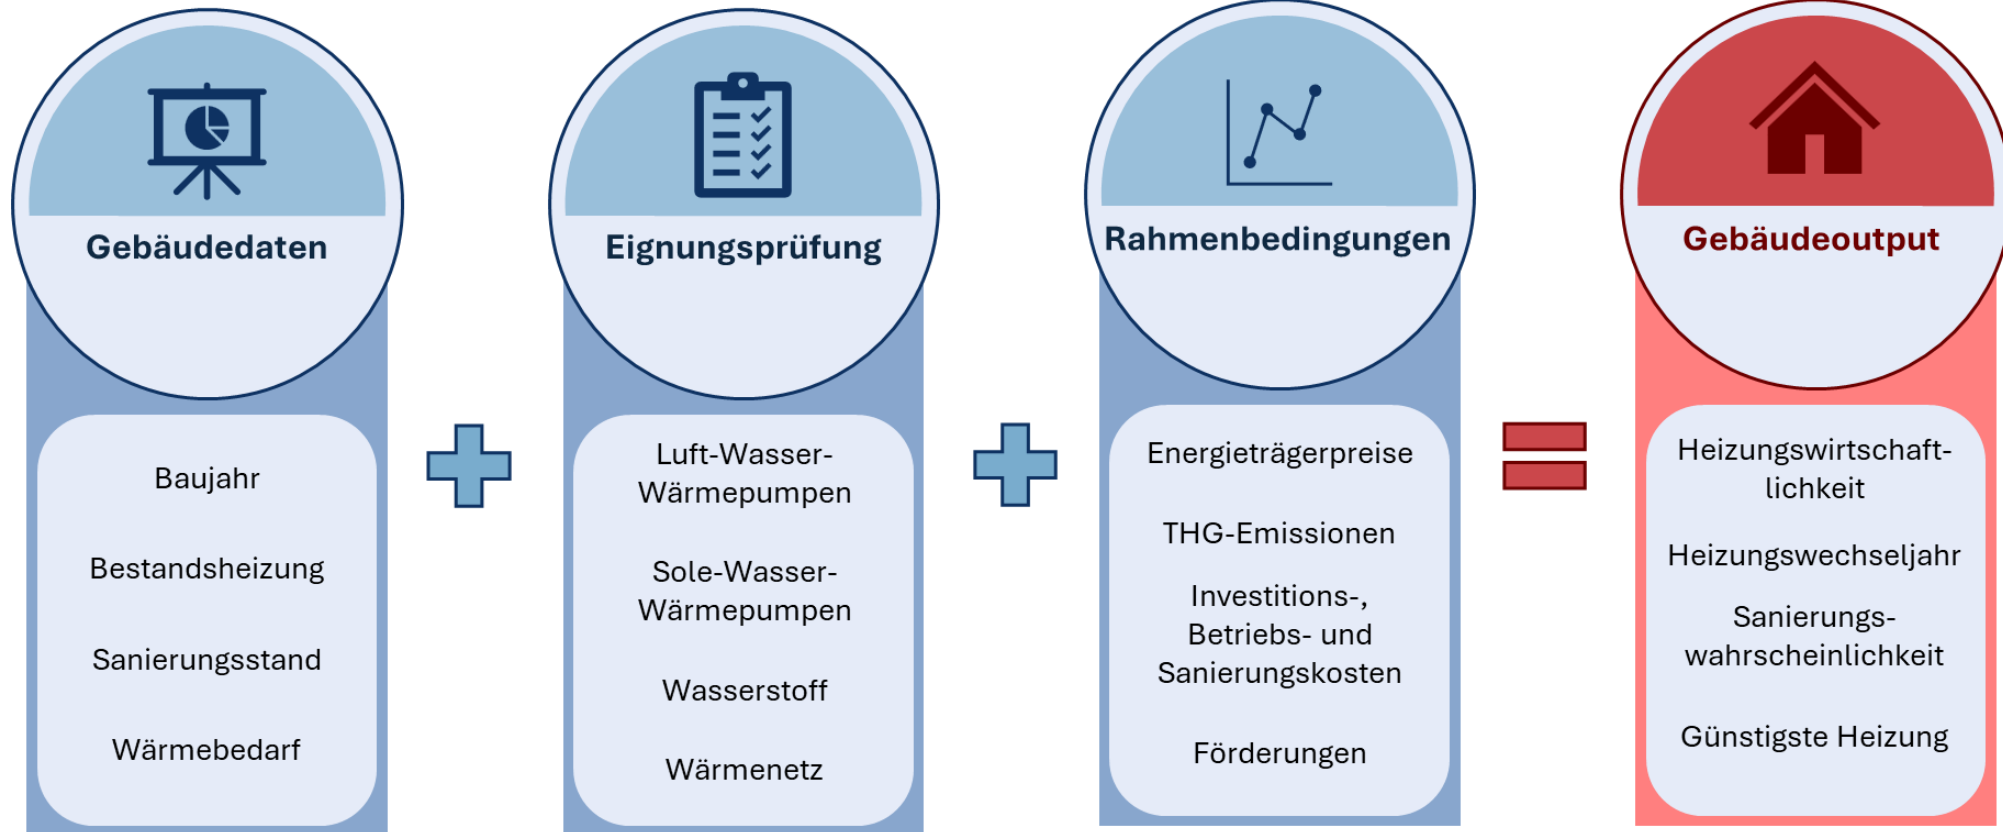 Gebäudedaten
Baujahr
Bestandsheizung
Sanierungsstand
Wärmebedarf
Eignungsprüfung
Luft-Wasser-
Wärmepumpen
Sole-Wasser-
Wärmepumpen
Wasserstoff
Wärmenetz
Rahmenbedingungen
Energieträgerpreise
THG-Emissionen
Investitions-,
Betriebs- und
Sanierungskosten
Förderungen
Gebäudeoutput
Heizungswirtschaft-
lichkeit
Heizungswechseljahr
Sanierungs-
wahrscheinlichkeit
Günstigste Heizung